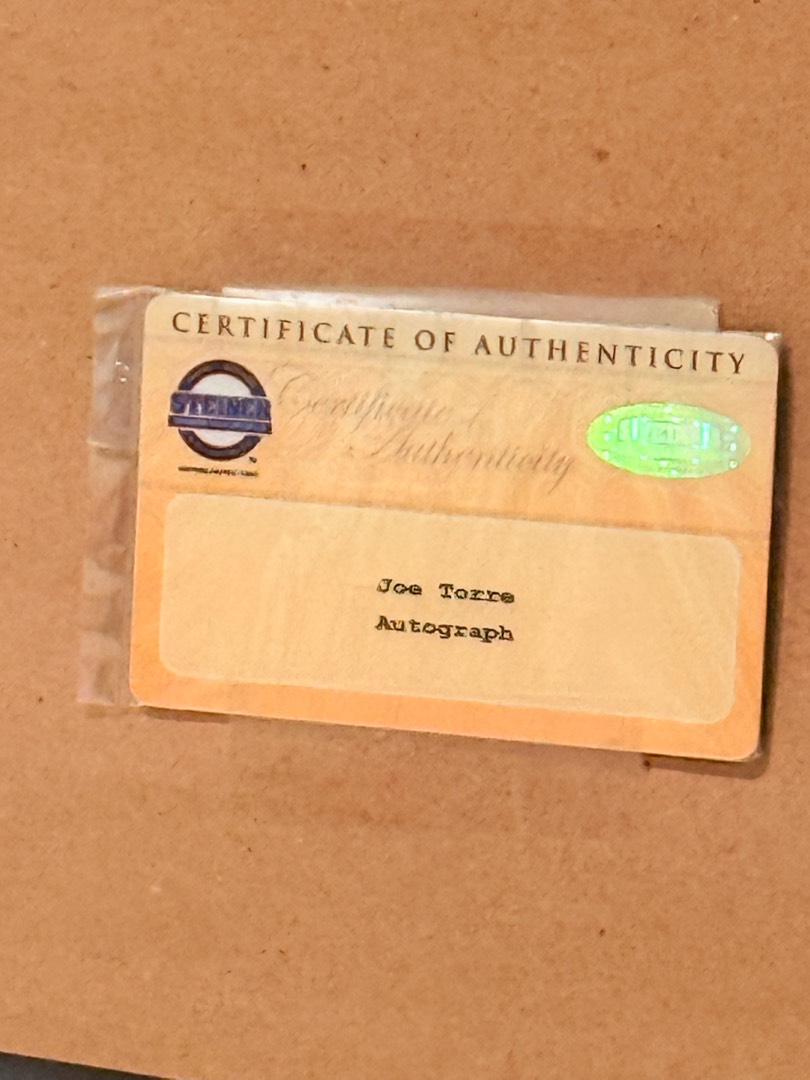 CERTIFICATE OF AUTHENTICITY
STEINER
Certificate of
Authenticity
Joe Torre
Autograph